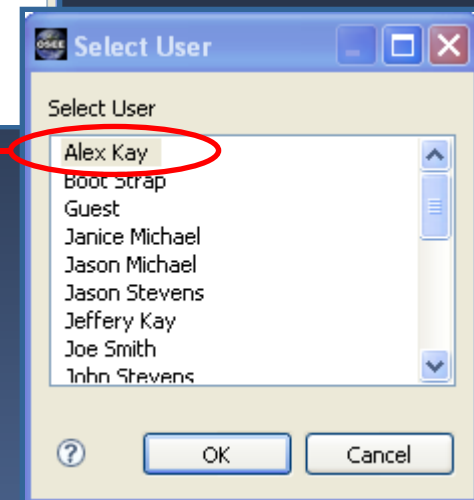 OSEE Select User
Select User
Alex Kay
Boot Strap
Guest
Janice Michael
Jason Michael
Jason Stevens
Jeffery Kay
Joe Smith
John Stevens
? OK Cancel